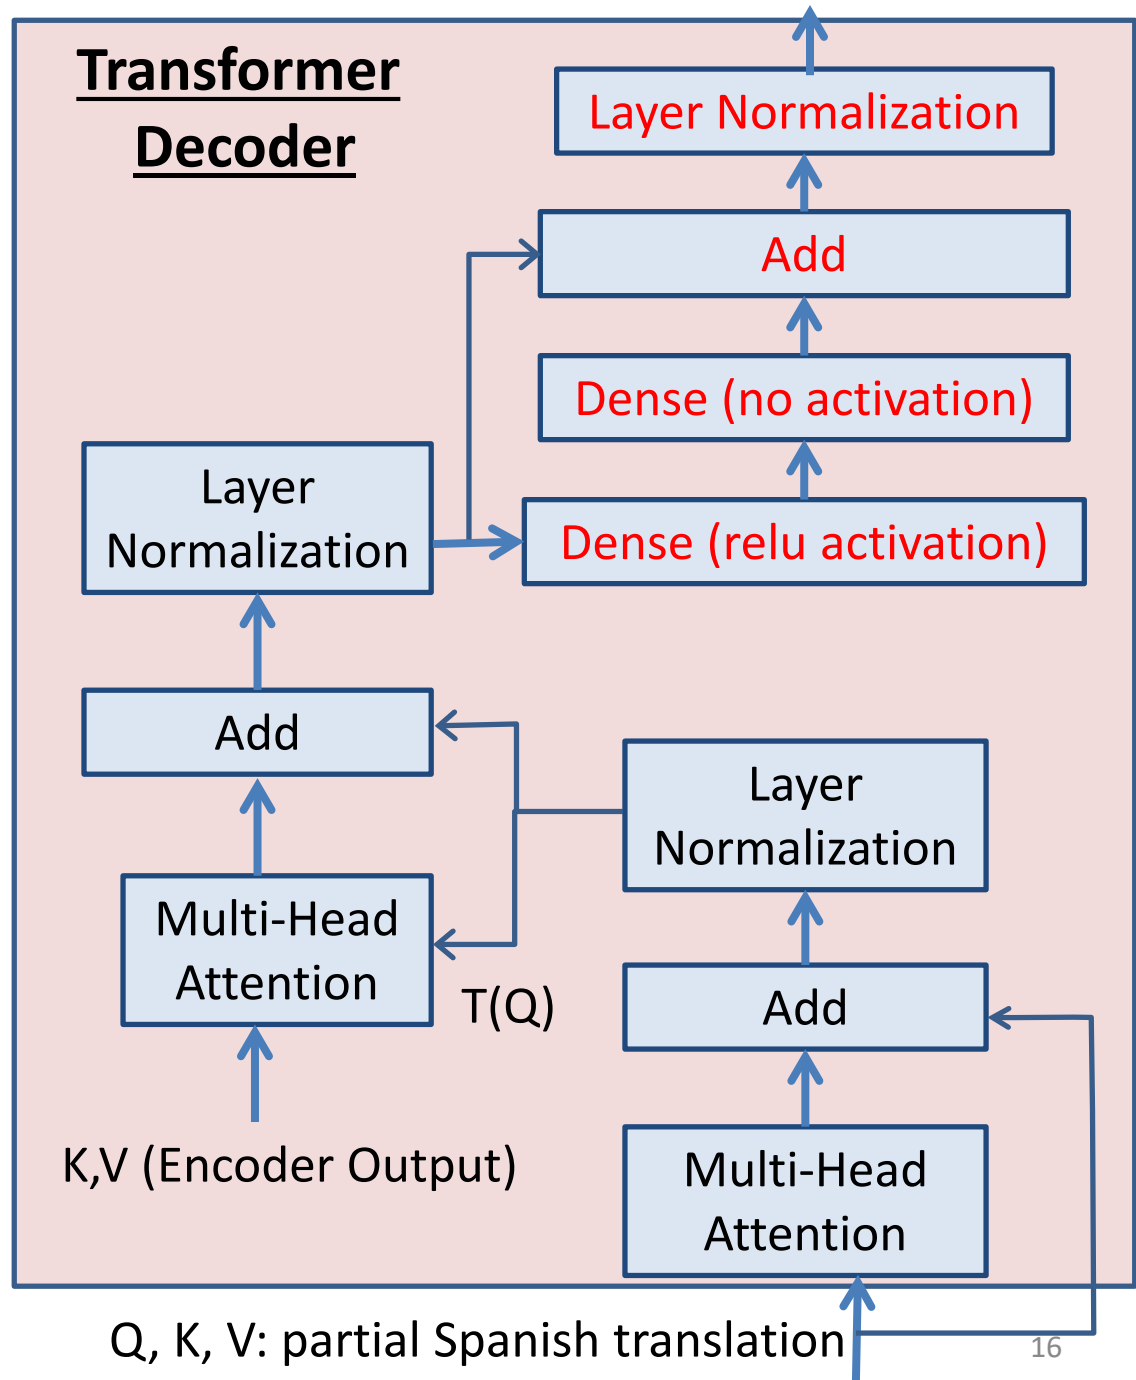 Transformer
Decoder
Layer Normalization
Add
Dense (no activation)
Dense (relu activation)
Layer
Normalization
Add
Multi-Head
Attention
T(Q)
K,V (Encoder Output)
Layer
Normalization
Add
Multi-Head
Attention
Q, K, V: partial Spanish translation
16